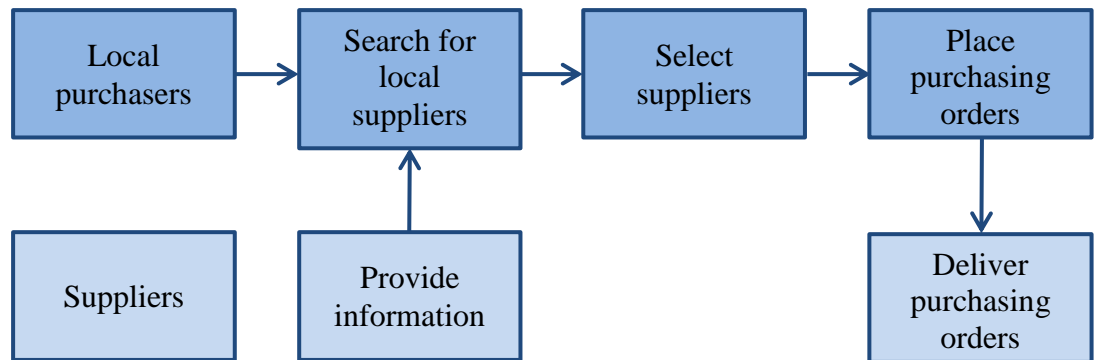 Local
purchasers
Search for
local
suppliers
Select
suppliers
Place
purchasing
orders
Suppliers
Provide
information
Deliver
purchasing
orders